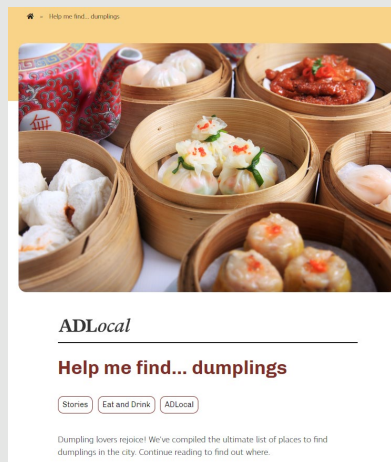 Help me find... dumplings
無
ADLocal
Help me find... dumplings
Stories
Eat and Drink
ADLocal
Dumpling lovers rejoice! We've compiled the ultimate list of places to find
dumplings in the city. Continue reading to find out where.